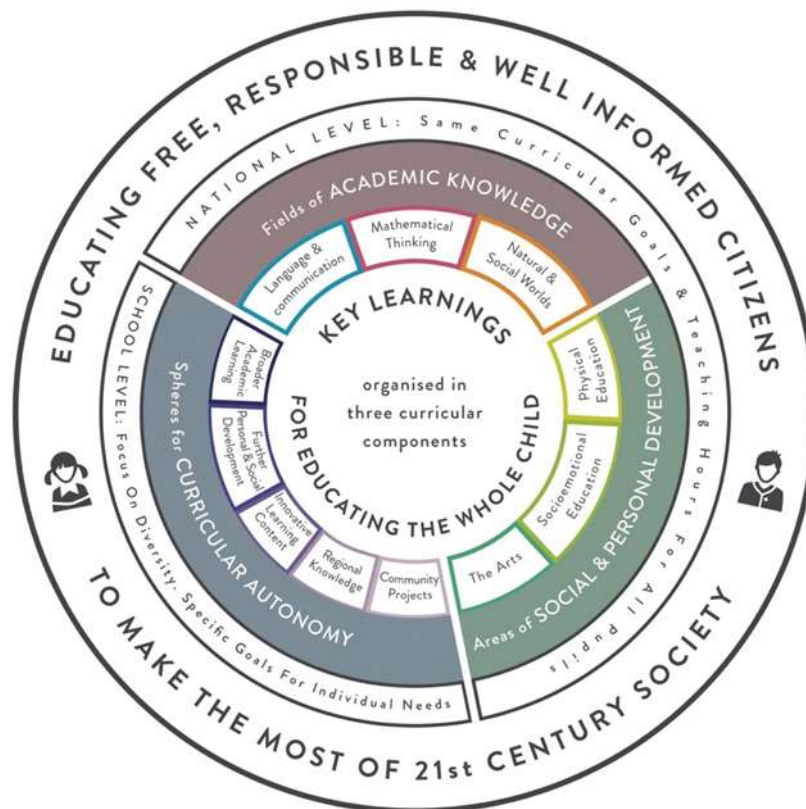 EDUCATING FREE, RESPONSIBLE & WELL INFORMED CITIZENS
TO MAKE THE MOST OF 21st CENTURY SOCIETY
NATIONAL LEVEL: Same Curricular Goals & Teaching Hours For All Pupils
SCHOOL LEVEL: Focus On Diversity. Specific Goals For Individual Needs
Fields of ACADEMIC KNOWLEDGE
Language &
communication
Mathematical
Thinking
Natural &
Social Worlds
Areas of SOCIAL & PERSONAL DEVELOPMENT
Physical
Education
Socioemotional
Education
The Arts
Spheres for CURRICULAR AUTONOMY
Broader
Academic
Learning
Further
Personal & Social
Development
Innovative
Learning
Content
Regional
Knowledge
Community
Projects
KEY LEARNINGS
FOR EDUCATING THE WHOLE CHILD
organised in
three curricular
components